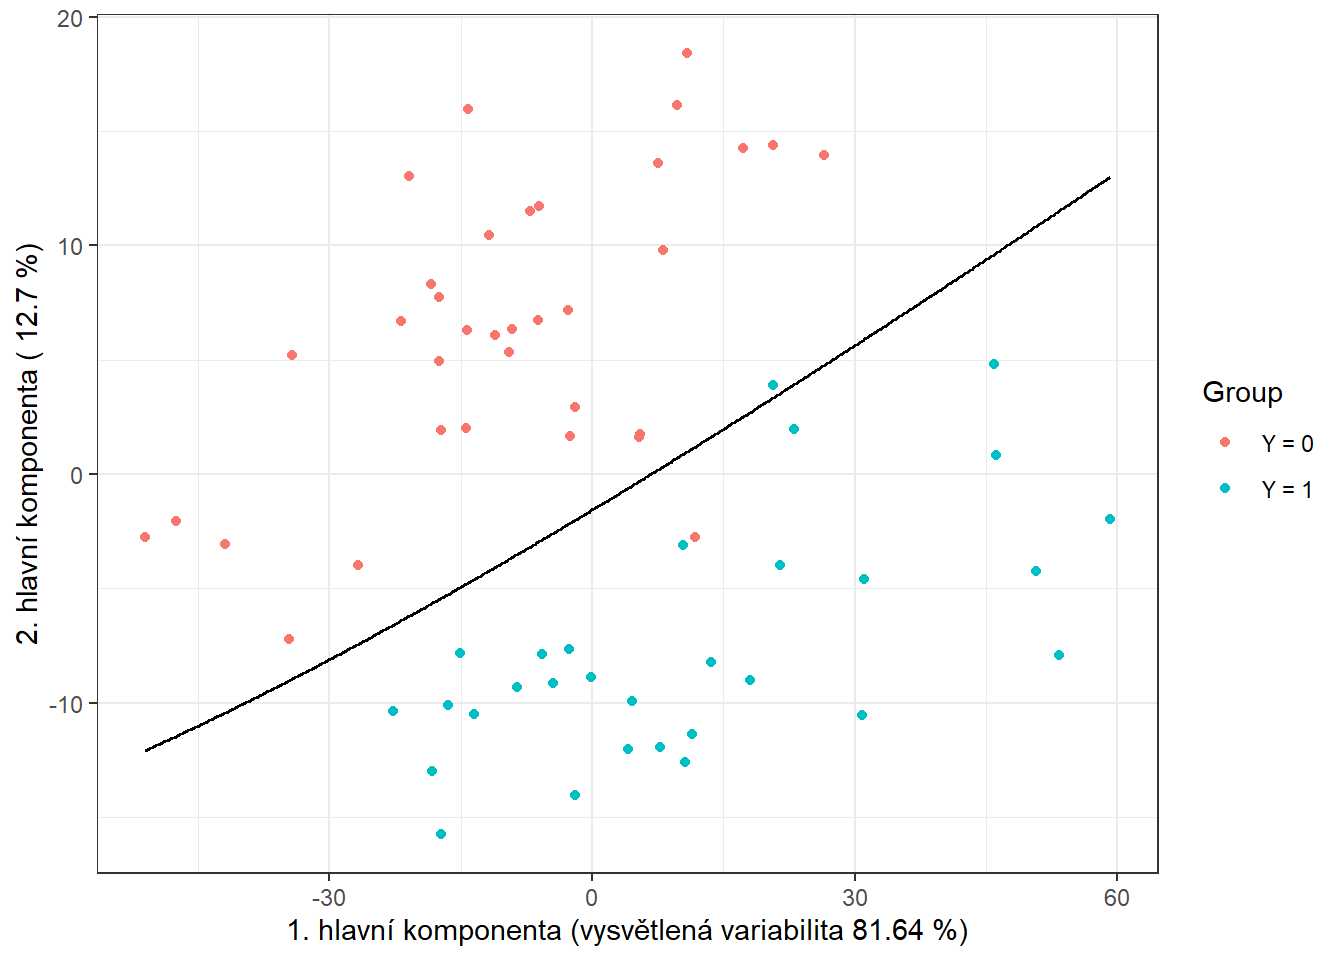 20
10
0
-10
2. hlavní komponenta ( 12.7 %)
-30
0
30
60
1. hlavní komponenta (vysvětlená variabilita 81.64 %)
Group
Y = 0
Y = 1